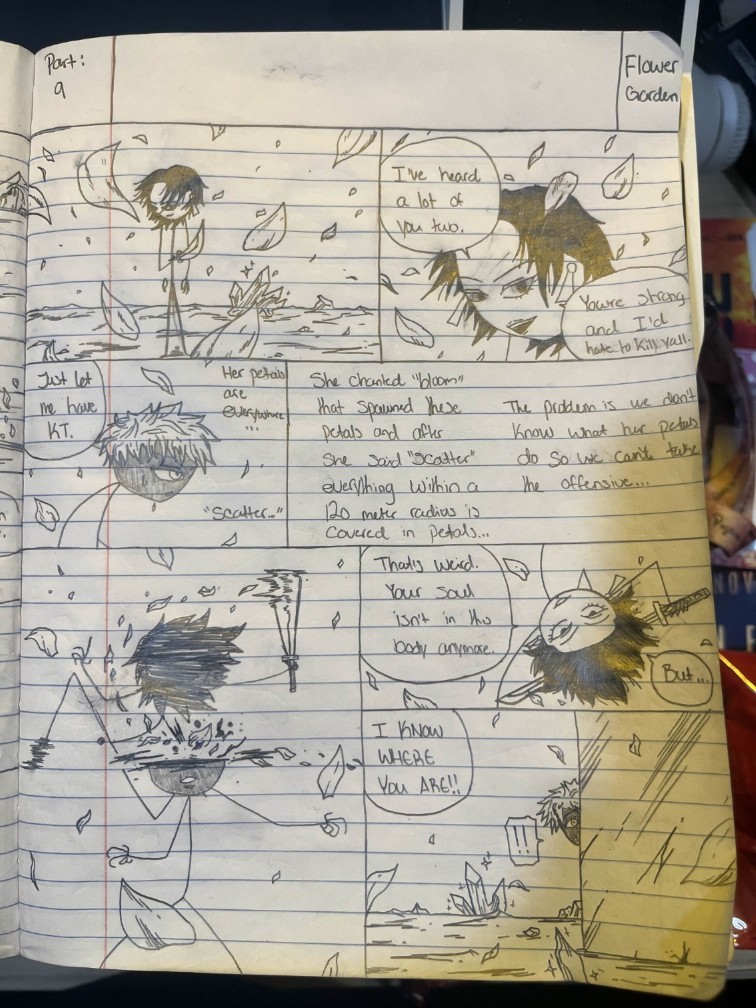 Part:
9
Flower
Garden
I've heard
a lot of
you two.
You're strong
and I'd
hate to kill yall.
Just let
me have
KT.
Her petals
are
everywhere
...
"Scatter..."
She chanted "bloom"
that spawned these
petals and after
She said "Scatter"
everything within a
120 meter radius is
covered in petals...
The problem is we don't
know what her petals
do so we can't take
the offensive...
That's weird.
Your soul
isn't in this
body anymore.
But...
I KNOW
WHERE
YOU ARE!!
!!!